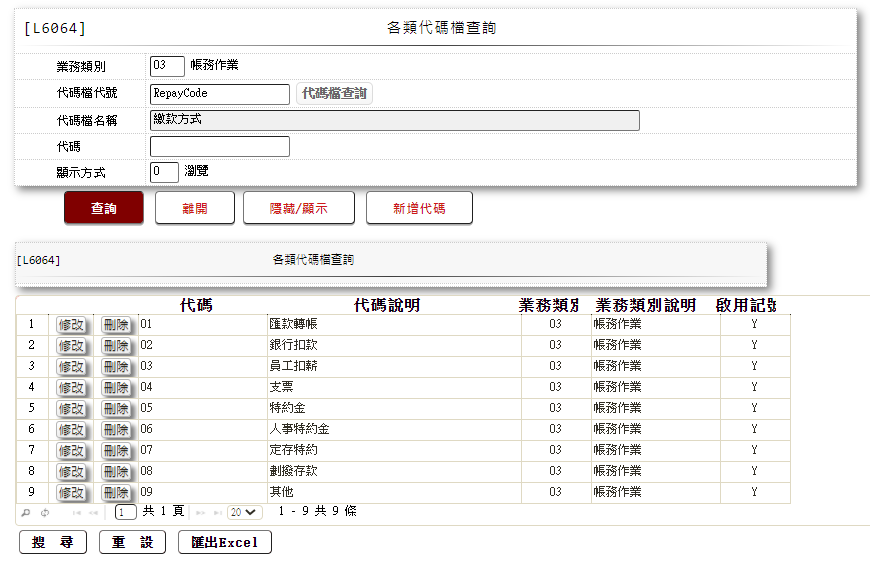 [L6064] 各類代碼檔查詢
業務類別 03 帳務作業
代碼檔代號 RepayCode 代碼檔查詢
代碼檔名稱 繳款方式
代碼
顯示方式 0 瀏覽
查詢 離開 隱藏/顯示 新增代碼
[L6064] 各類代碼檔查詢
代碼 代碼說明 業務類別 業務類別說明 啟用記號
1 修改 刪除 01 匯款轉帳 03 帳務作業 Y
2 修改 刪除 02 銀行扣款 03 帳務作業 Y
3 修改 刪除 03 員工扣薪 03 帳務作業 Y
4 修改 刪除 04 支票 03 帳務作業 Y
5 修改 刪除 05 特約金 03 帳務作業 Y
6 修改 刪除 06 人事特約金 03 帳務作業 Y
7 修改 刪除 07 定存特約 03 帳務作業 Y
8 修改 刪除 08 劃撥存款 03 帳務作業 Y
9 修改 刪除 09 其他 03 帳務作業 Y
1 共 1 頁 20 1 - 9 共 9 條
搜 尋 重 設 匯出Excel